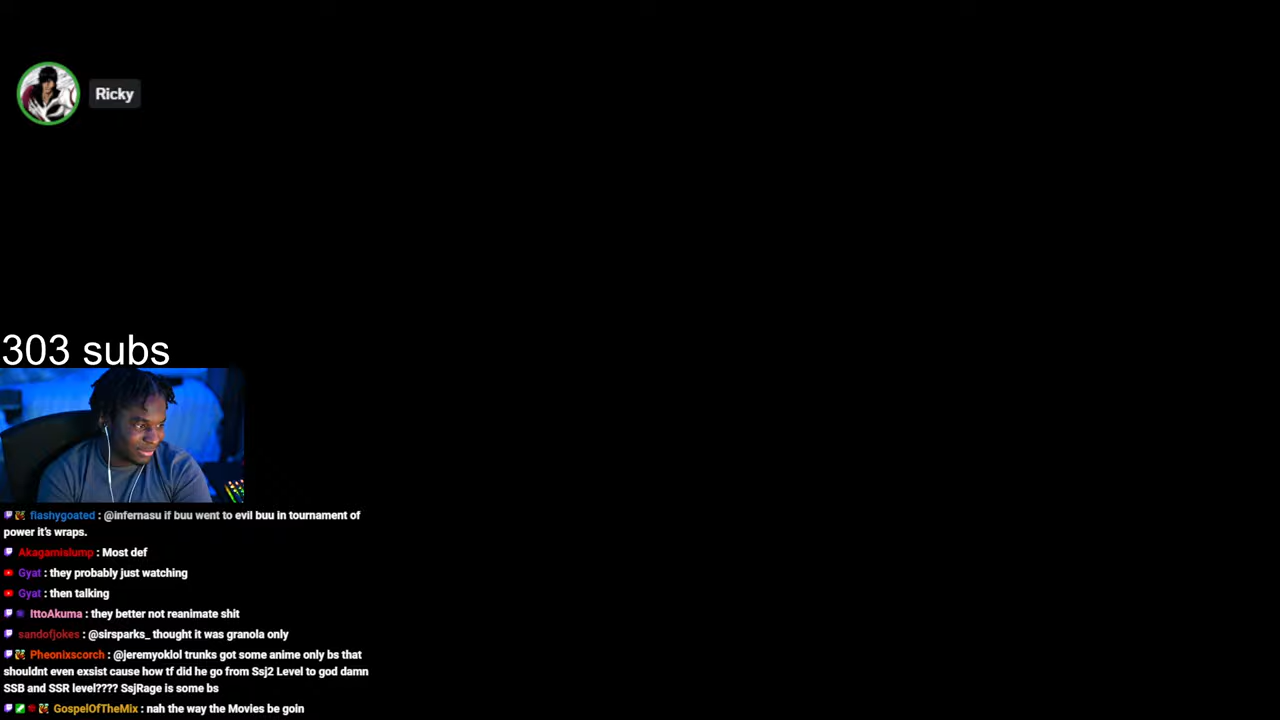 Ricky
303 subs
flashygoated : @infernasu if buu went to evil buu in tournament of
power it's wraps.
Akagamislump : Most def
Gyat : they probably just watching
Gyat : then talking
IttoAkuma : they better not reanimate shit
sandofjokes : @sirsparks_ thought it was granola only
Pheonixscorch : @jeremyoklol trunks got some anime only bs that
shouldnt even exsist cause how tf did he go from Ssj2 Level to god damn
SSB and SSR level???? SsjRage is some bs
GospelOfTheMix : nah the way the Movies be goin